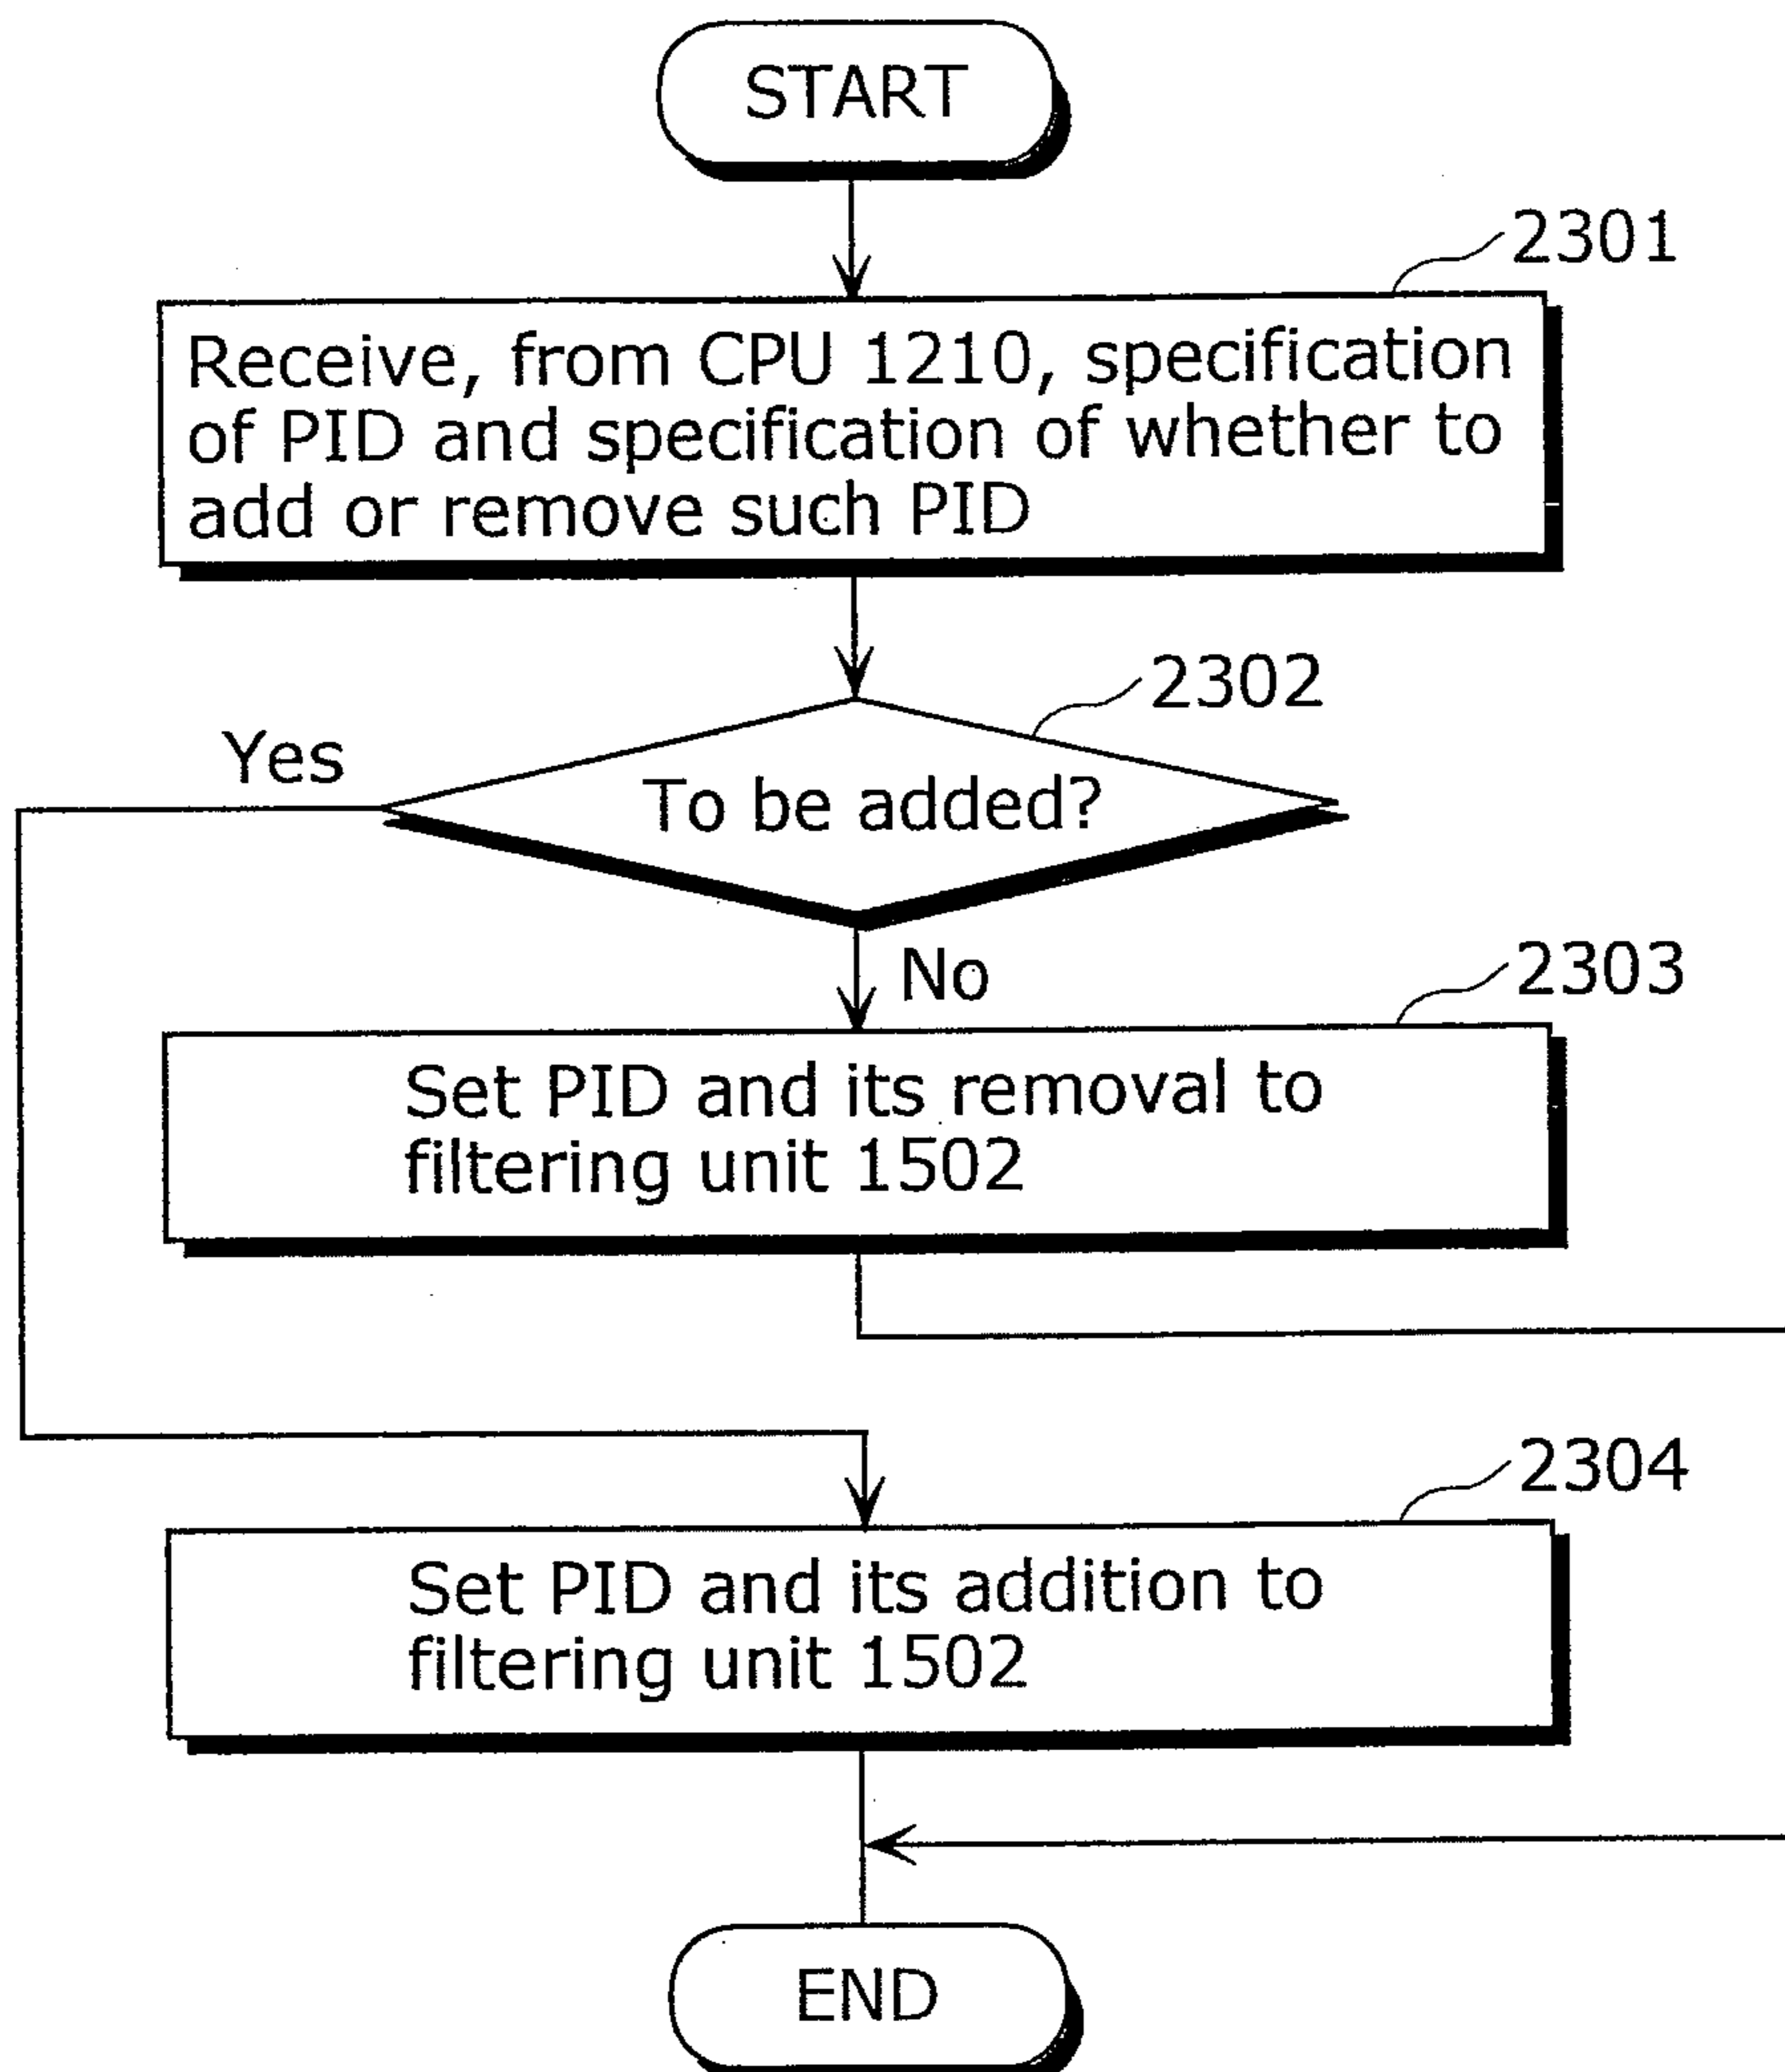 START
2301
Receive, from CPU 1210, specification
of PID and specification of whether to
add or remove such PID
2302
Yes
To be added?
No
2303
Set PID and its removal to
filtering unit 1502
2304
Set PID and its addition to
filtering unit 1502
END